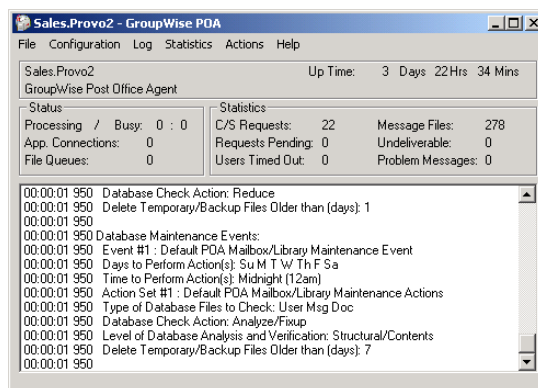 Sales.Provo2 - GroupWise POA
File Configuration Log Statistics Actions Help
Sales.Provo2 Up Time: 3 Days 22 Hrs 34 Mins
GroupWise Post Office Agent
Status
Processing / Busy: 0 : 0
App. Connections: 0
File Queues: 0
Statistics
C/S Requests: 22 Message Files: 278
Requests Pending: 0 Undeliverable: 0
Users Timed Out: 0 Problem Messages: 0
00:00:01 950 Database Check Action: Reduce
00:00:01 950 Delete Temporary/Backup Files Older than (days): 1
00:00:01 950
00:00:01 950 Database Maintenance Events:
00:00:01 950 Event #1 : Default POA Mailbox/Library Maintenance Event
00:00:01 950 Days to Perform Action(s): Su M T W Th F Sa
00:00:01 950 Time to Perform Action(s): Midnight (12am)
00:00:01 950 Action Set #1 : Default POA Mailbox/Library Maintenance Actions
00:00:01 950 Type of Database Files to Check: User Msg Doc
00:00:01 950 Database Check Action: Analyze/Fixup
00:00:01 950 Level of Database Analysis and Verification: Structural/Contents
00:00:01 950 Delete Temporary/Backup Files Older than (days): 7
00:00:01 950